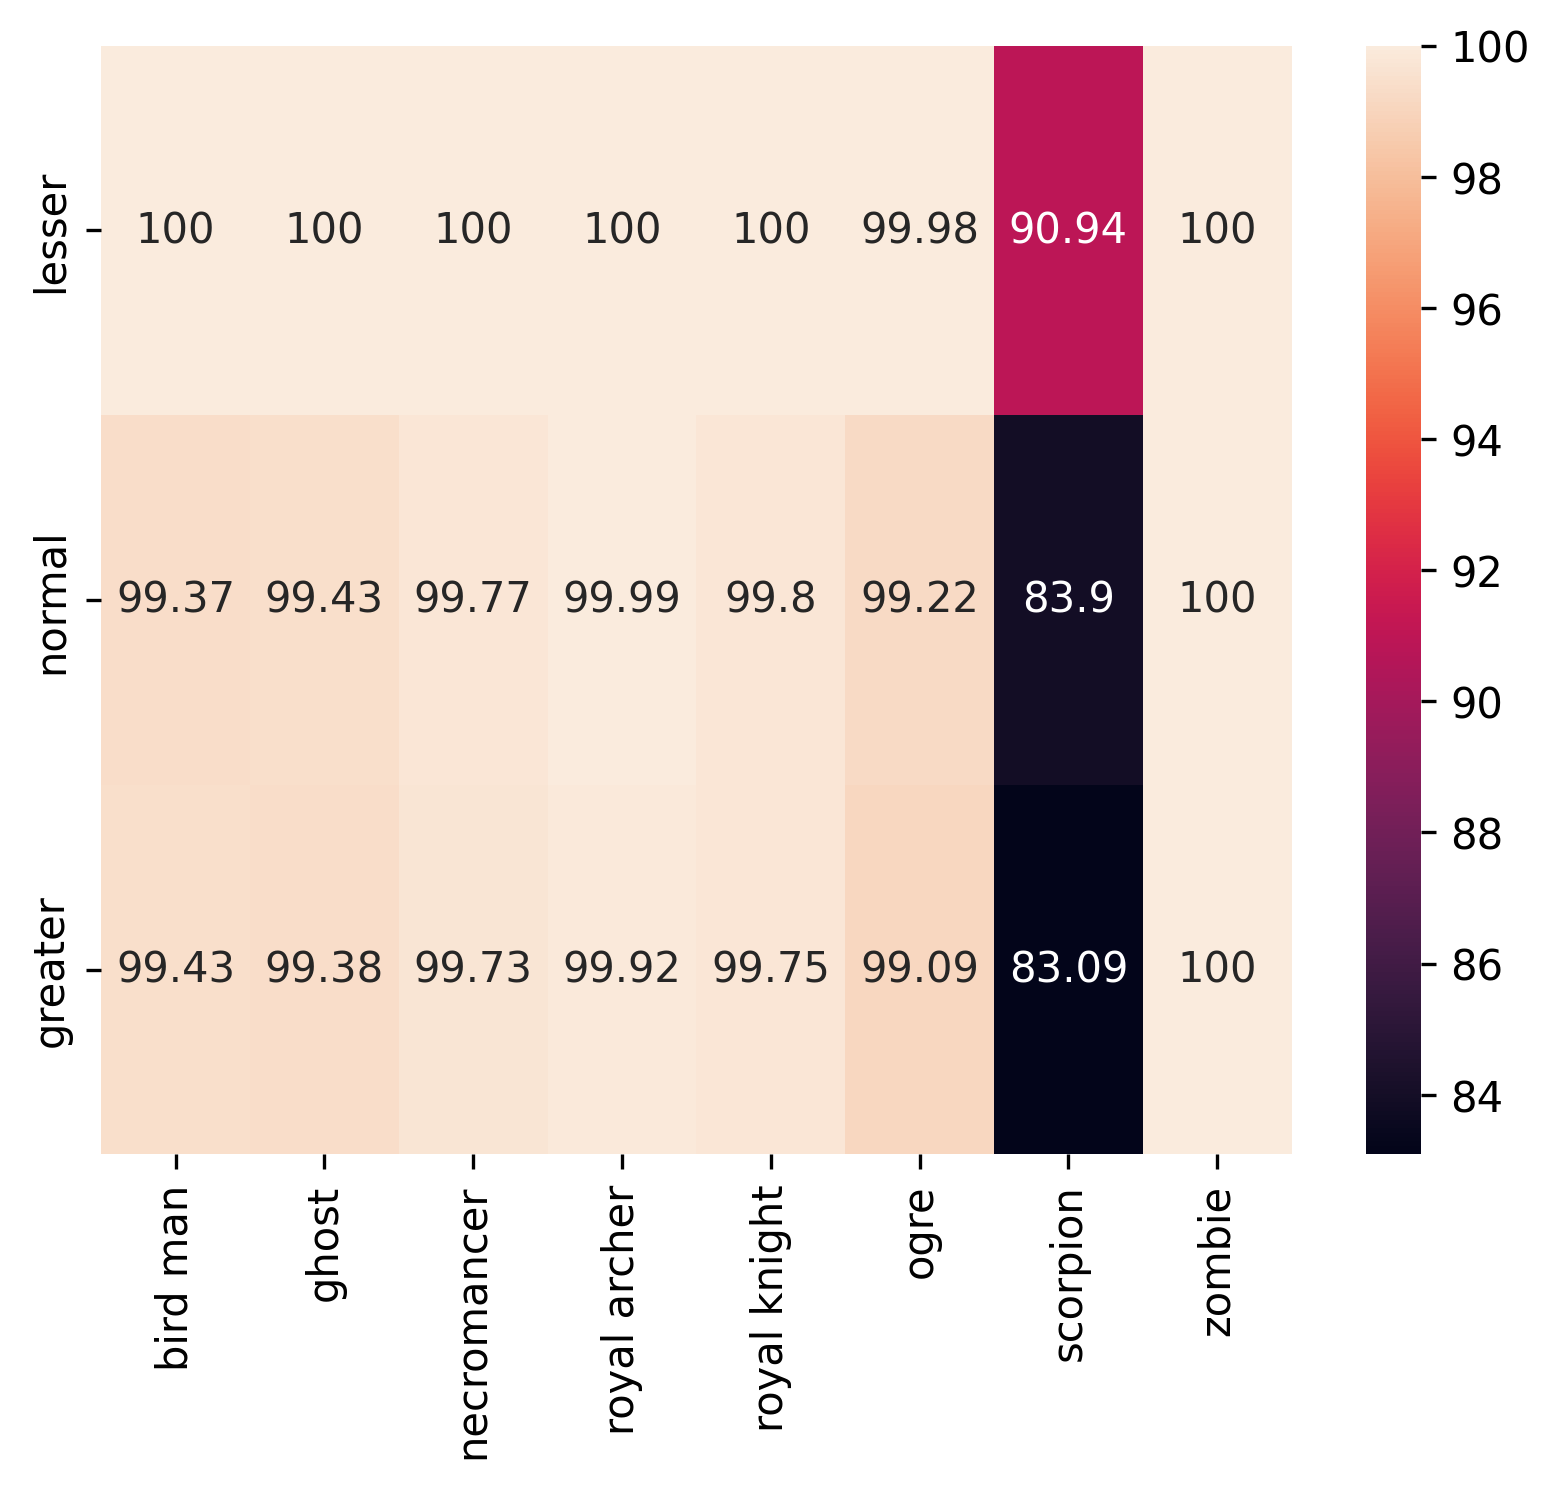 lesser 100 100 100 100 100 99.98 90.94 100
normal 99.37 99.43 99.77 99.99 99.8 99.22 83.9 100
greater 99.43 99.38 99.73 99.92 99.75 99.09 83.09 100
bird man
ghost
necromancer
royal archer
royal knight
ogre
scorpion
zombie
100
98
96
94
92
90
88
86
84